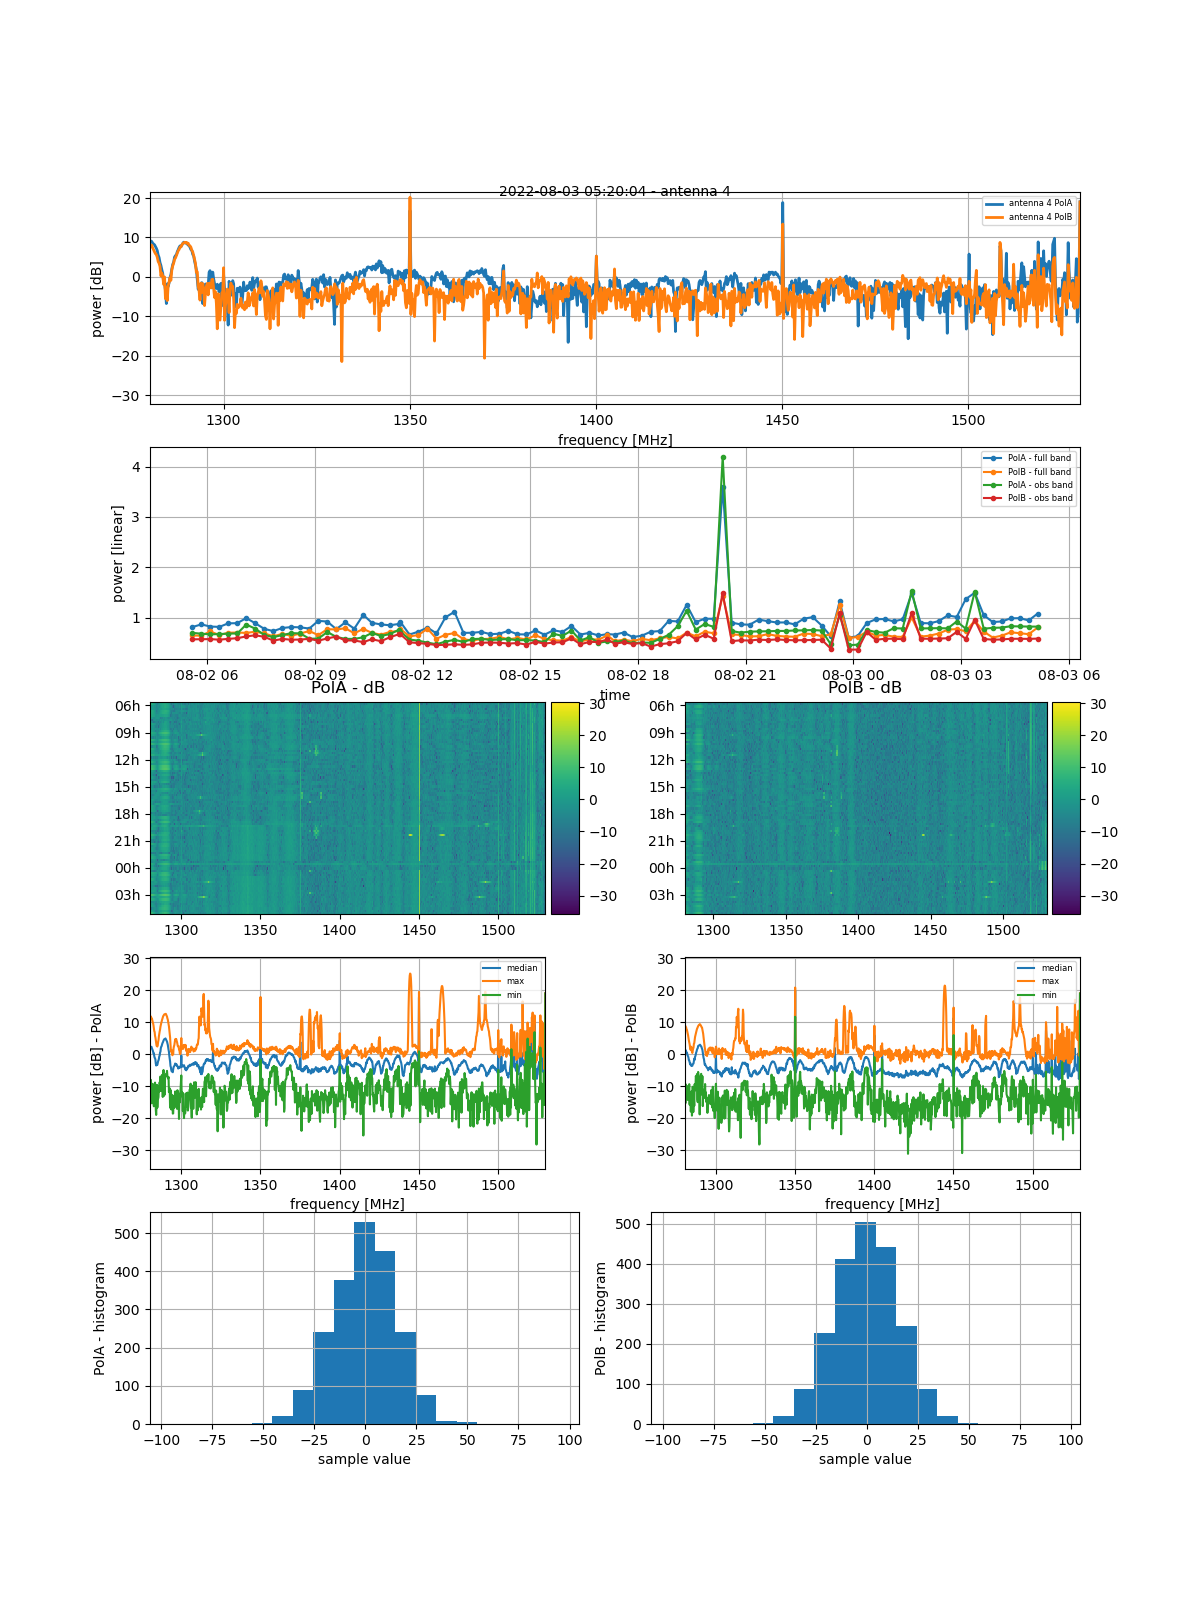 2022-08-03 05:20:04 - antenna 4
power [dB]
20
10
0
−10
−20
−30
antenna 4 PolA
antenna 4 PolB
1300 1350 1400 1450 1500
frequency [MHz]
power [linear]
4
3
2
1
PolA - full band
PolB - full band
PolA - obs band
PolB - obs band
08-02 06 08-02 09 08-02 12 08-02 15 08-02 18 08-02 21 08-03 00 08-03 03 08-03 06
time
PolA - dB
06h
09h
12h
15h
18h
21h
00h
03h
1300 1350 1400 1450 1500
30
20
10
0
−10
−20
−30
PolB - dB
06h
09h
12h
15h
18h
21h
00h
03h
1300 1350 1400 1450 1500
30
20
10
0
−10
−20
−30
power [dB] - PolA
30
20
10
0
−10
−20
−30
median
max
min
1300 1350 1400 1450 1500
frequency [MHz]
power [dB] - PolB
30
20
10
0
−10
−20
−30
median
max
min
1300 1350 1400 1450 1500
frequency [MHz]
PolA - histogram
500
400
300
200
100
0
−100 −75 −50 −25 0 25 50 75 100
sample value
PolB - histogram
500
400
300
200
100
0
−100 −75 −50 −25 0 25 50 75 100
sample value